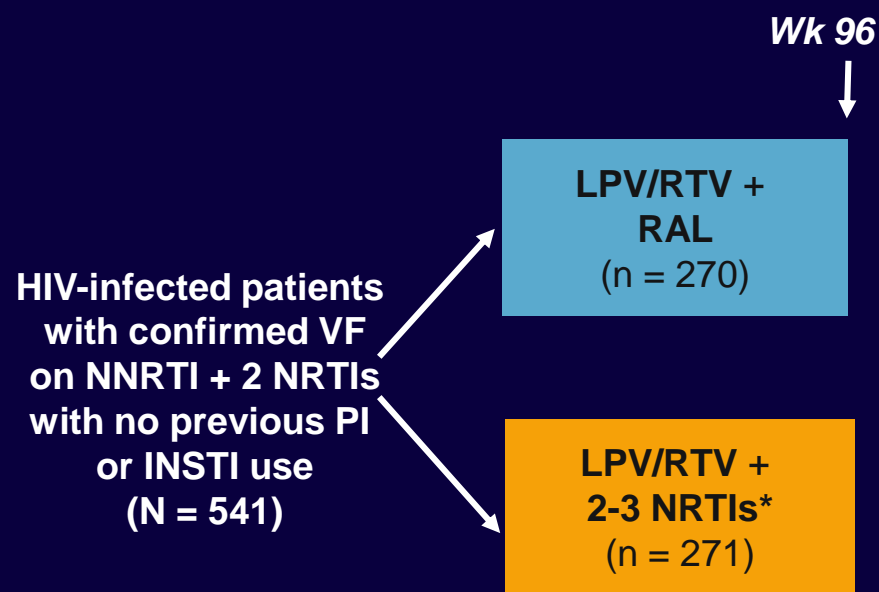 Wk 96
LPV/RTV +
RAL
(n = 270)
HIV-infected patients
with confirmed VF
on NNRTI + 2 NRTIs
with no previous PI
or INSTI use
(N = 541)
LPV/RTV +
2-3 NRTIs*
(n = 271)